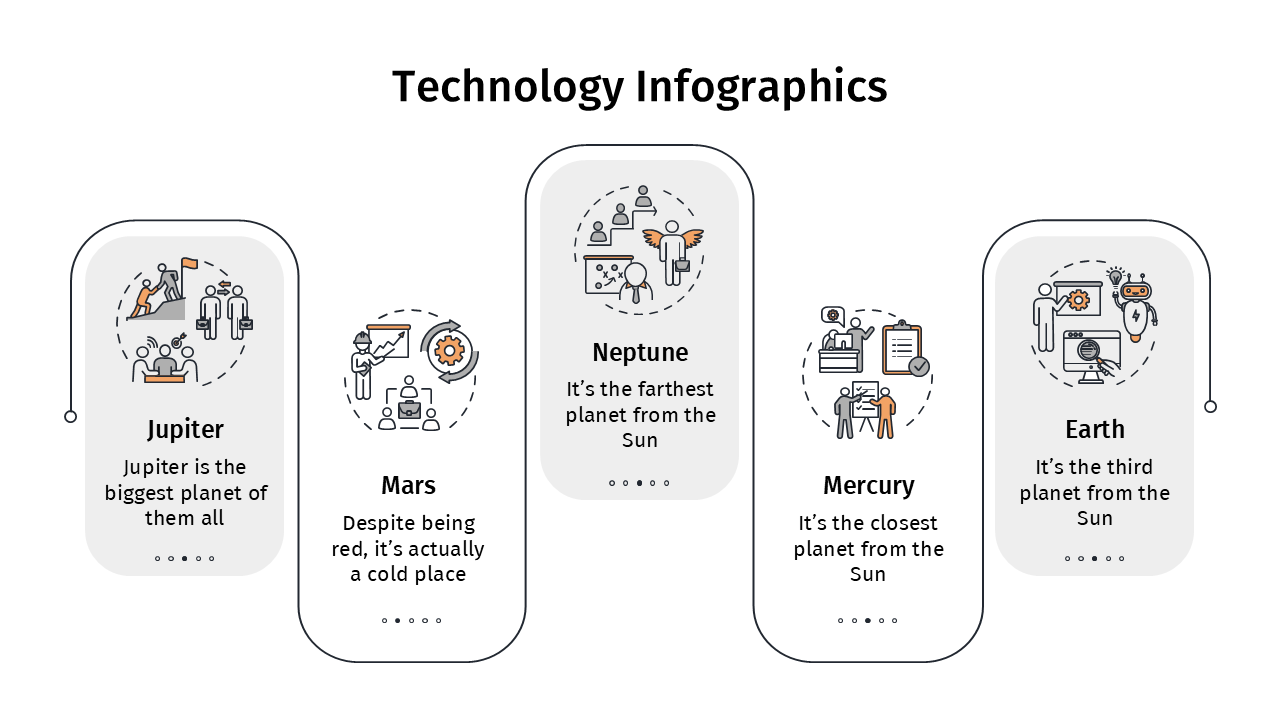 Technology Infographics
Jupiter
Jupiter is the
biggest planet of
them all
Mars
Despite being
red, it’s actually
a cold place
Neptune
It’s the farthest
planet from the
Sun
Mercury
It’s the closest
planet from the
Sun
Earth
It’s the third
planet from the
Sun